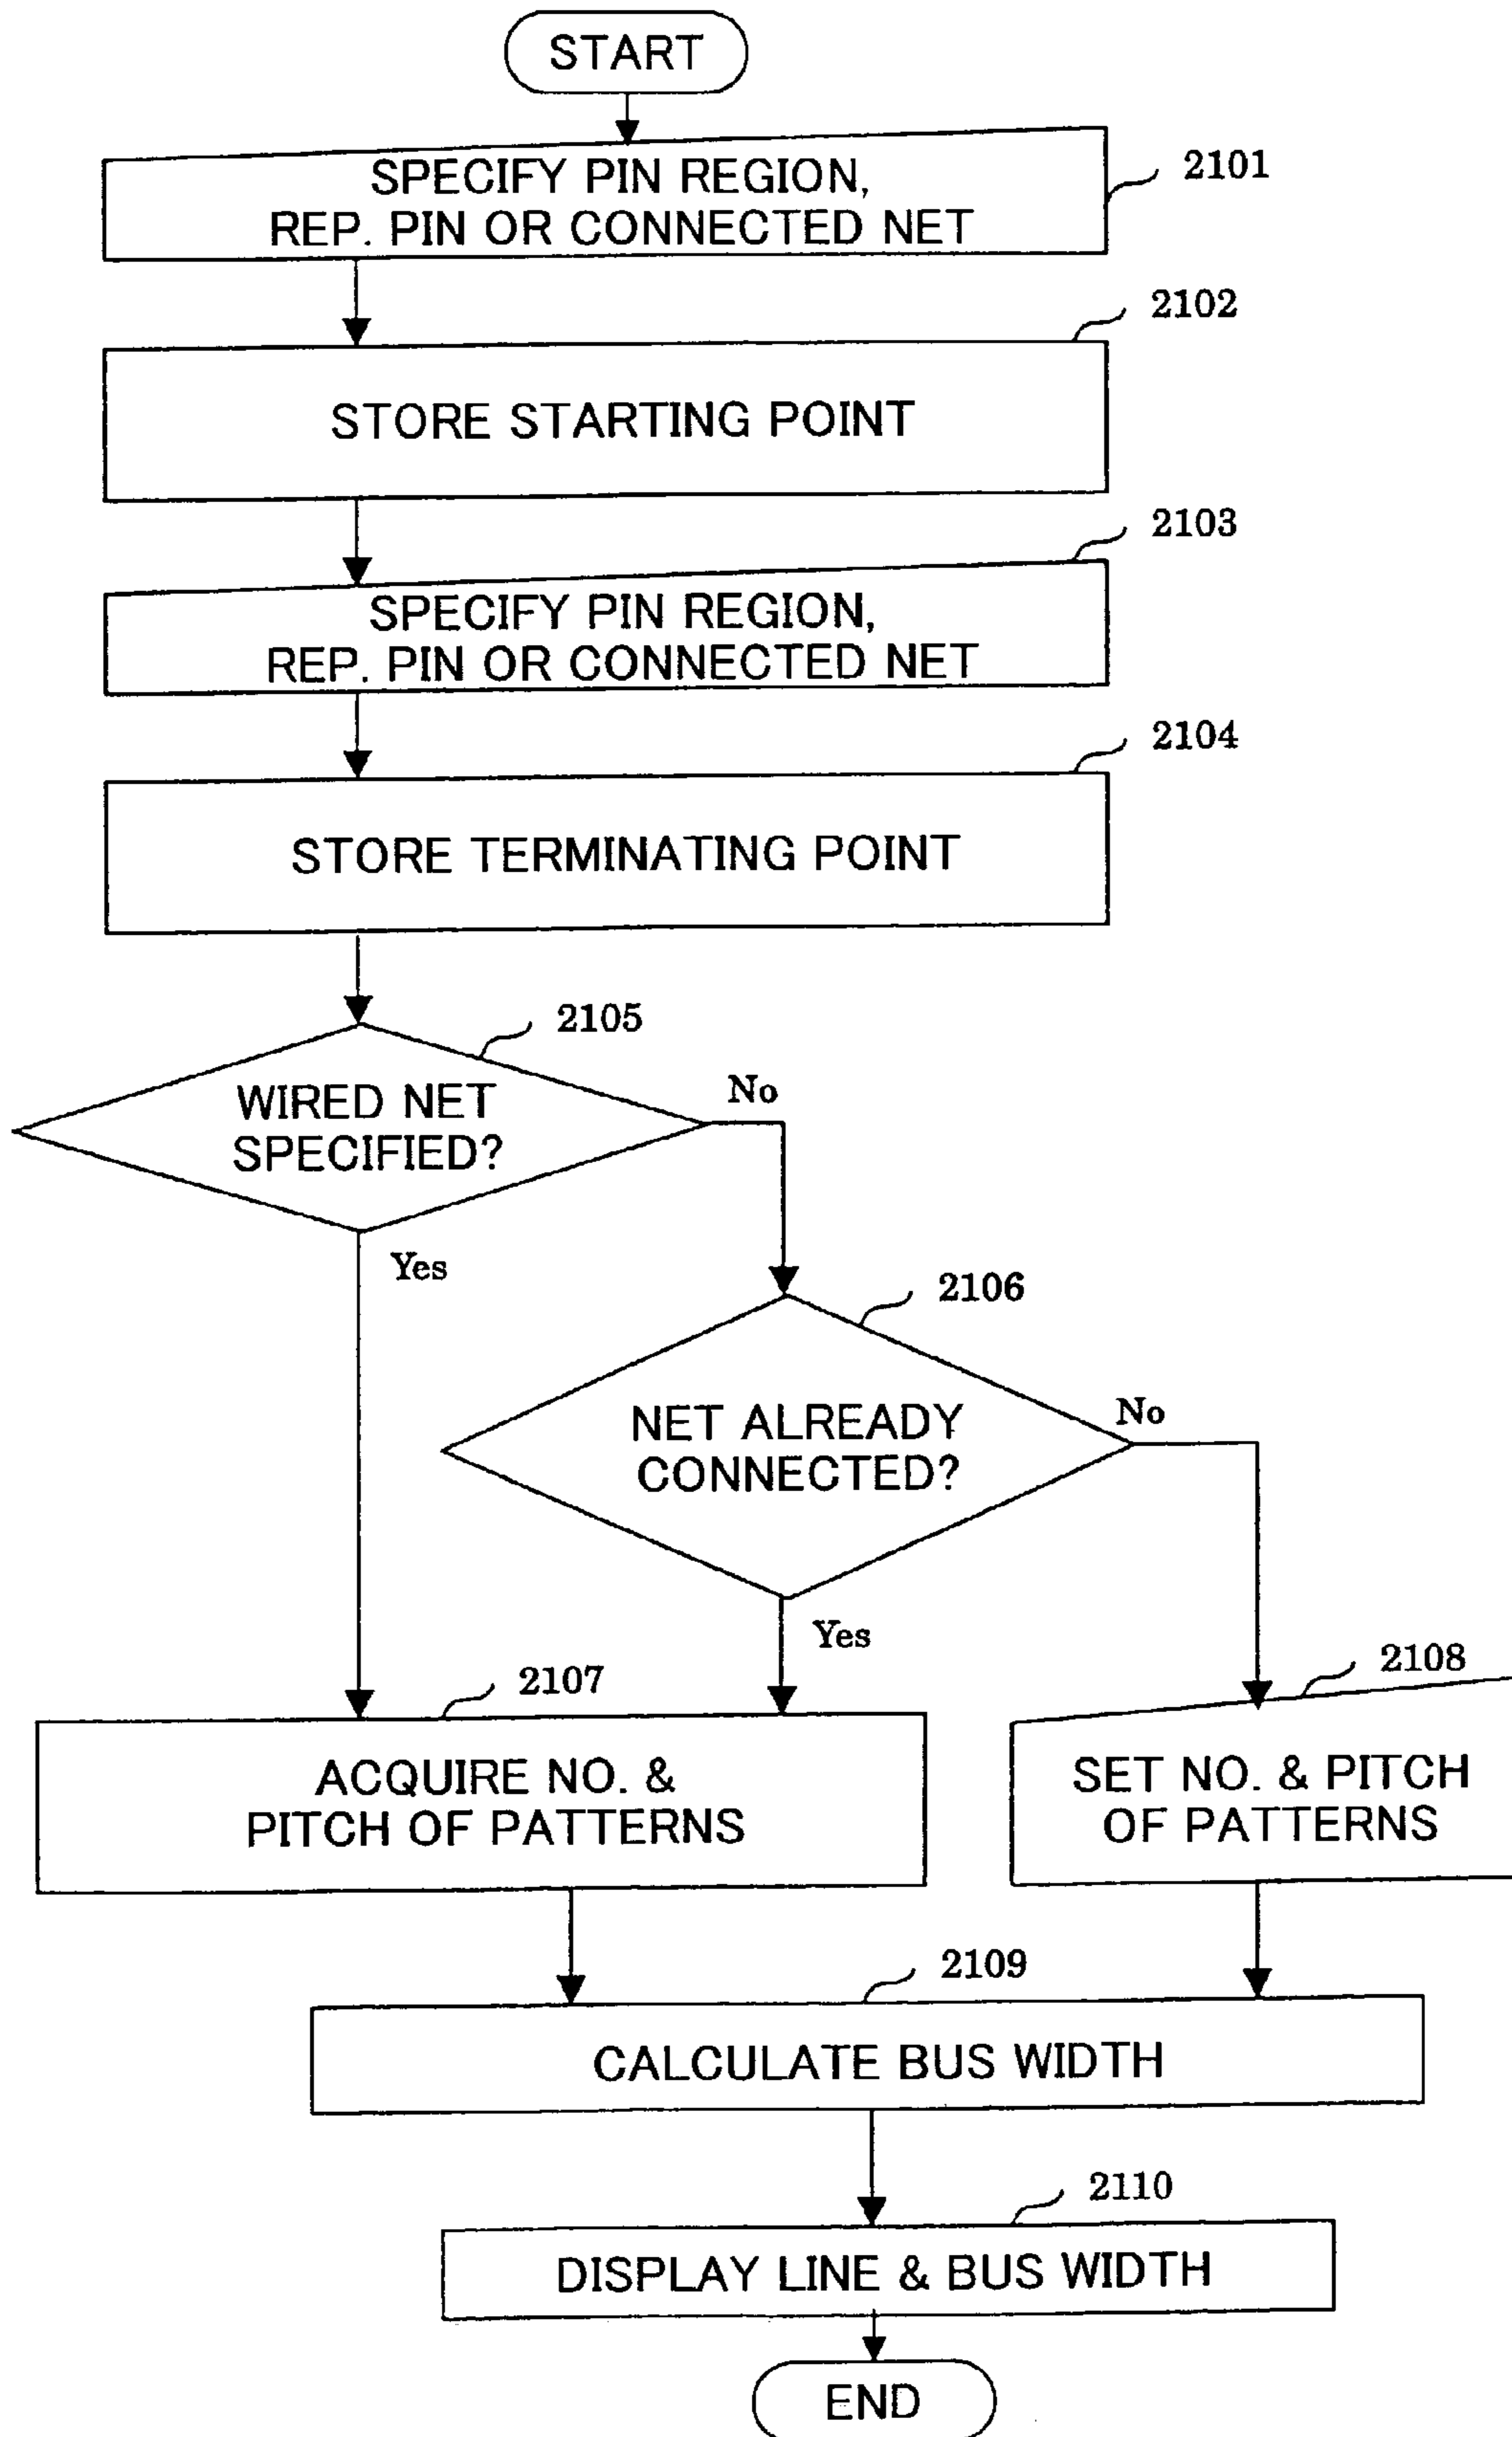 START
SPECIFY PIN REGION,
REP. PIN OR CONNECTED NET
2101
2102
STORE STARTING POINT
2103
SPECIFY PIN REGION,
REP. PIN OR CONNECTED NET
2104
STORE TERMINATING POINT
2105
WIRED NET
SPECIFIED?
No
Yes
2106
NET ALREADY
CONNECTED?
No
Yes
2107
ACQUIRE NO. &
PITCH OF PATTERNS
2108
SET NO. & PITCH
OF PATTERNS
2109
CALCULATE BUS WIDTH
2110
DISPLAY LINE & BUS WIDTH
END